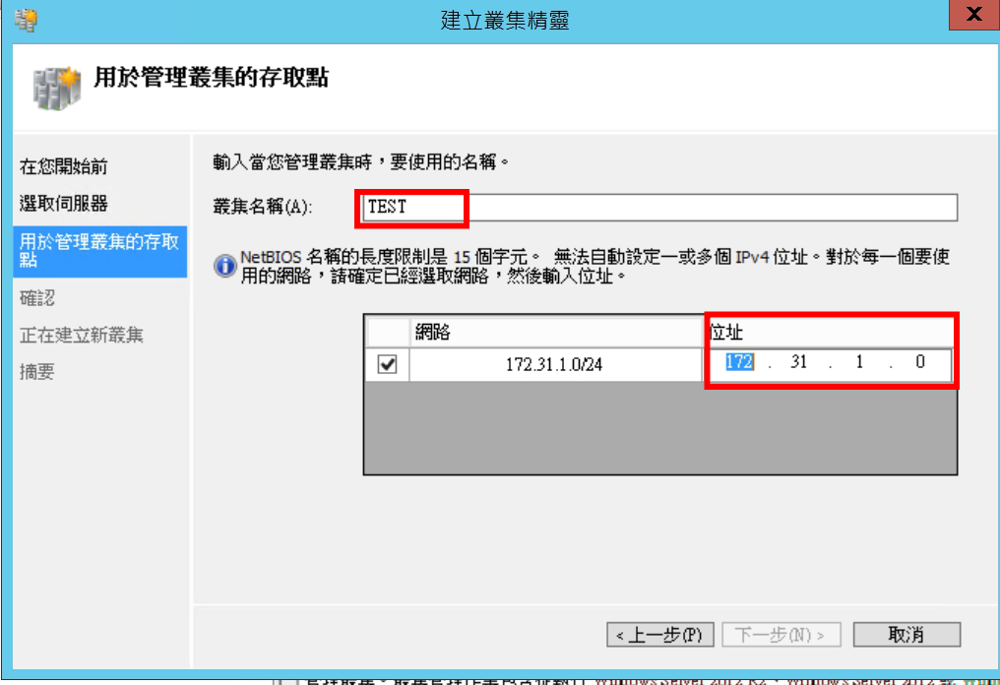 建立叢集精靈
用於管理叢集的存取點
在您開始前
選取伺服器
用於管理叢集的存取
點
確認
正在建立新叢集
摘要
輸入當您管理叢集時，要使用的名稱。
叢集名稱(A): TEST
NetBIOS 名稱的長度限制是 15 個字元。 無法自動設定一或多個 IPv4 位址。對於每一個要使
用的網路，請確定已經選取網路，然後輸入位址。
網路 位址
172.31.1.0/24 172 . 31 . 1 . 0
< 上一步(P) 下一步(N) > 取消